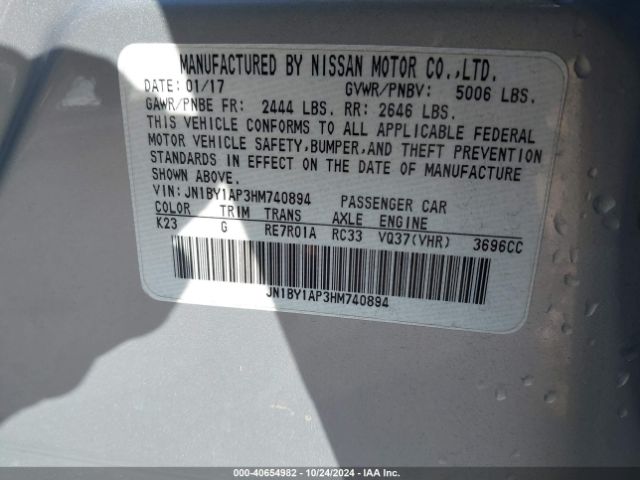 MANUFACTURED BY NISSAN MOTOR CO.,LTD.
DATE: 01/17 GVWR/PNBV: 5006 LBS.
GAWR/PNBE FR: 2444 LBS. RR: 2646 LBS.
THIS VEHICLE CONFORMS TO ALL APPLICABLE FEDERAL
MOTOR VEHICLE SAFETY,BUMPER,AND THEFT PREVENTION
STANDARDS IN EFFECT ON THE DATE OF MANUFACTURE
SHOWN ABOVE.
VIN: JN1BY1AP3HM740894 PASSENGER CAR
COLOR TRIM TRANS AXLE ENGINE
K23 G RE7R01A RC33 VQ37(VHR) 3696CC
JN1BY1AP3HM740894
000-40654982 - 10/24/2024 - IAA Inc.